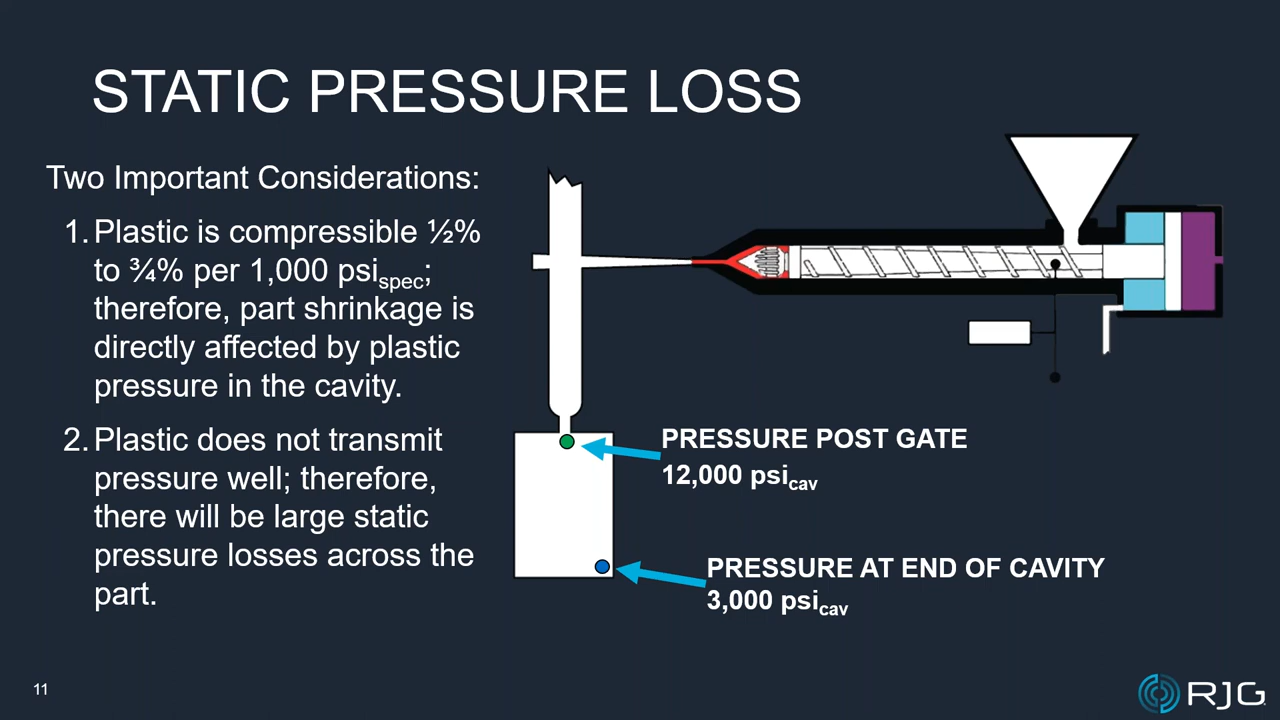 STATIC PRESSURE LOSS
Two Important Considerations:
1. Plastic is compressible ½%
to ¾% per 1,000 psispec;
therefore, part shrinkage is
directly affected by plastic
pressure in the cavity.
2. Plastic does not transmit
pressure well; therefore,
there will be large static
pressure losses across the
part.
PRESSURE POST GATE
12,000 psicav
PRESSURE AT END OF CAVITY
3,000 psicav
11
RJG